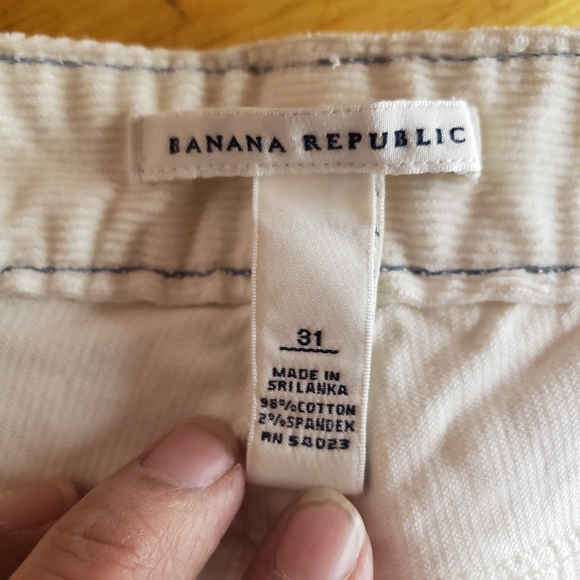 BANANA REPUBLIC
31
MADE IN
SRI LANKA
98% COTTON
2% SPANDEX
RN 54023